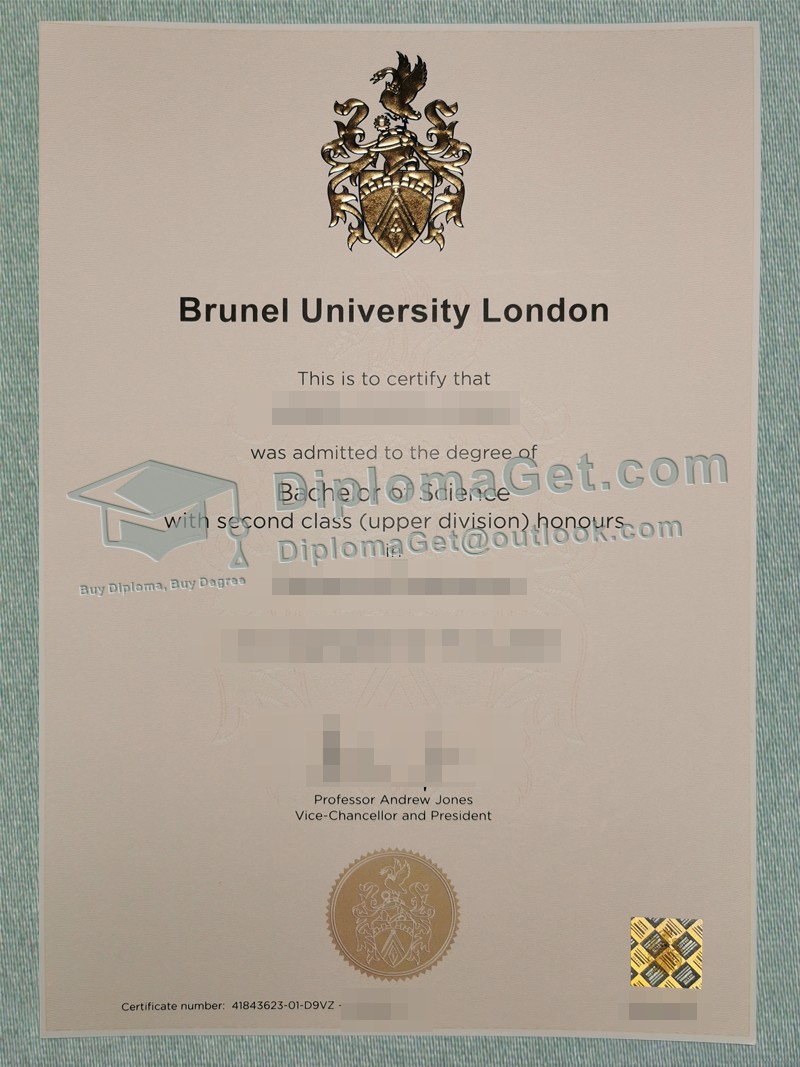 Brunel University London
This is to certify that
was admitted to the degree of
DiplomaGet.com
Bachelor of Science
with second class (upper division) honours
DiplomaGet@outlook.com
in
Buy Diploma, Buy Degree
Professor Andrew Jones
Vice-Chancellor and President
Certificate number: 41843623-01-D9VZ -